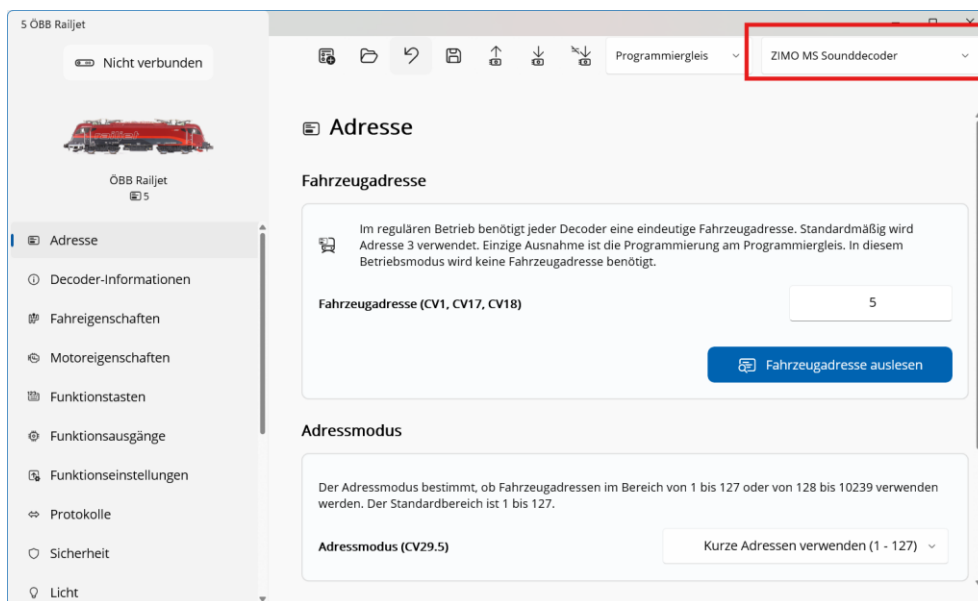 5 ÖBB Railjet
Nicht verbunden
Programmiergleis
ZIMO MS Sounddecoder
railjet
ÖBB Railjet
5
Adresse
Decoder-Informationen
Fahreigenschaften
Motoreigenschaften
Funktionstasten
Funktionsausgänge
Funktionseinstellungen
Protokolle
Sicherheit
Licht
Adresse
Fahrzeugadresse
Im regulären Betrieb benötigt jeder Decoder eine eindeutige Fahrzeugadresse. Standardmäßig wird
Adresse 3 verwendet. Einzige Ausnahme ist die Programmierung am Programmiergleis. In diesem
Betriebsmodus wird keine Fahrzeugadresse benötigt.
Fahrzeugadresse (CV1, CV17, CV18)
5
Fahrzeugadresse auslesen
Adressmodus
Der Adressmodus bestimmt, ob Fahrzeugadressen im Bereich von 1 bis 127 oder von 128 bis 10239 verwenden
werden. Der Standardbereich ist 1 bis 127.
Adressmodus (CV29.5)
Kurze Adressen verwenden (1 - 127)